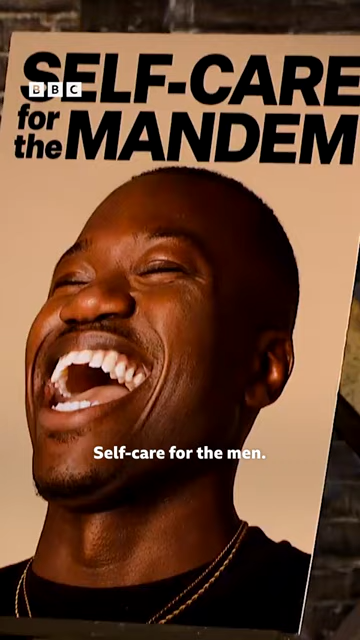 SELF-CARE
BBC
for
the MANDEM
Self-care for the men.